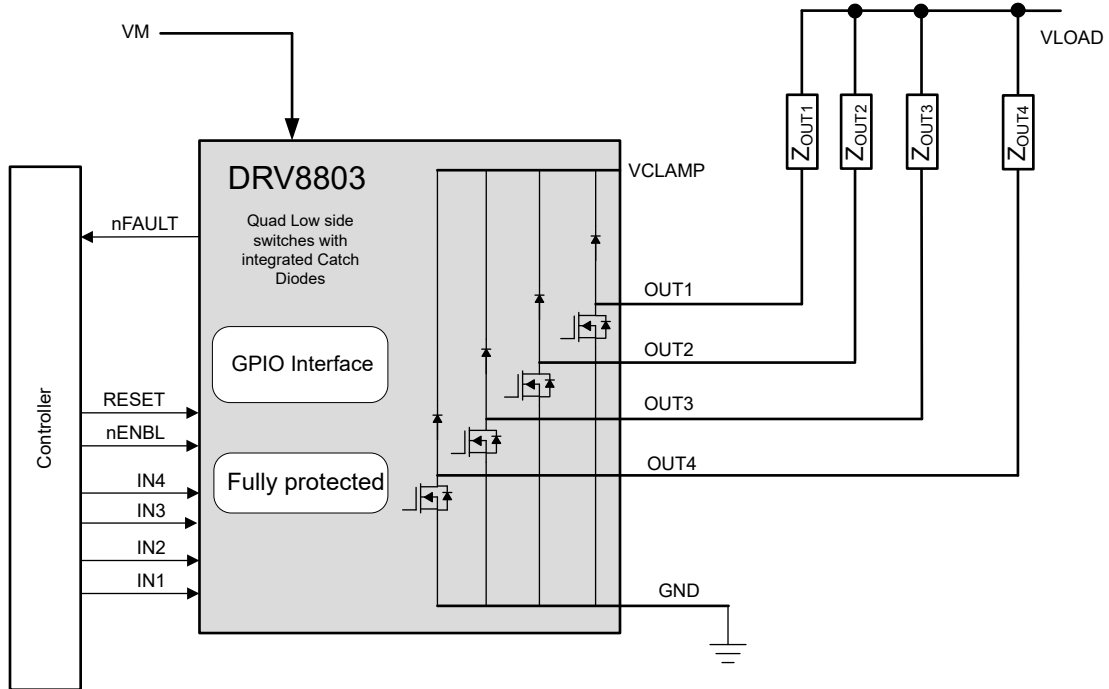 VM
VLOAD
ZOUT1
ZOUT2
ZOUT3
ZOUT4
DRV8803
VCLAMP
Quad Low side
switches with
integrated Catch
Diodes
nFAULT
OUT1
OUT2
GPIO Interface
OUT3
RESET
nENBL
Controller
OUT4
Fully protected
IN4
IN3
IN2
IN1
GND